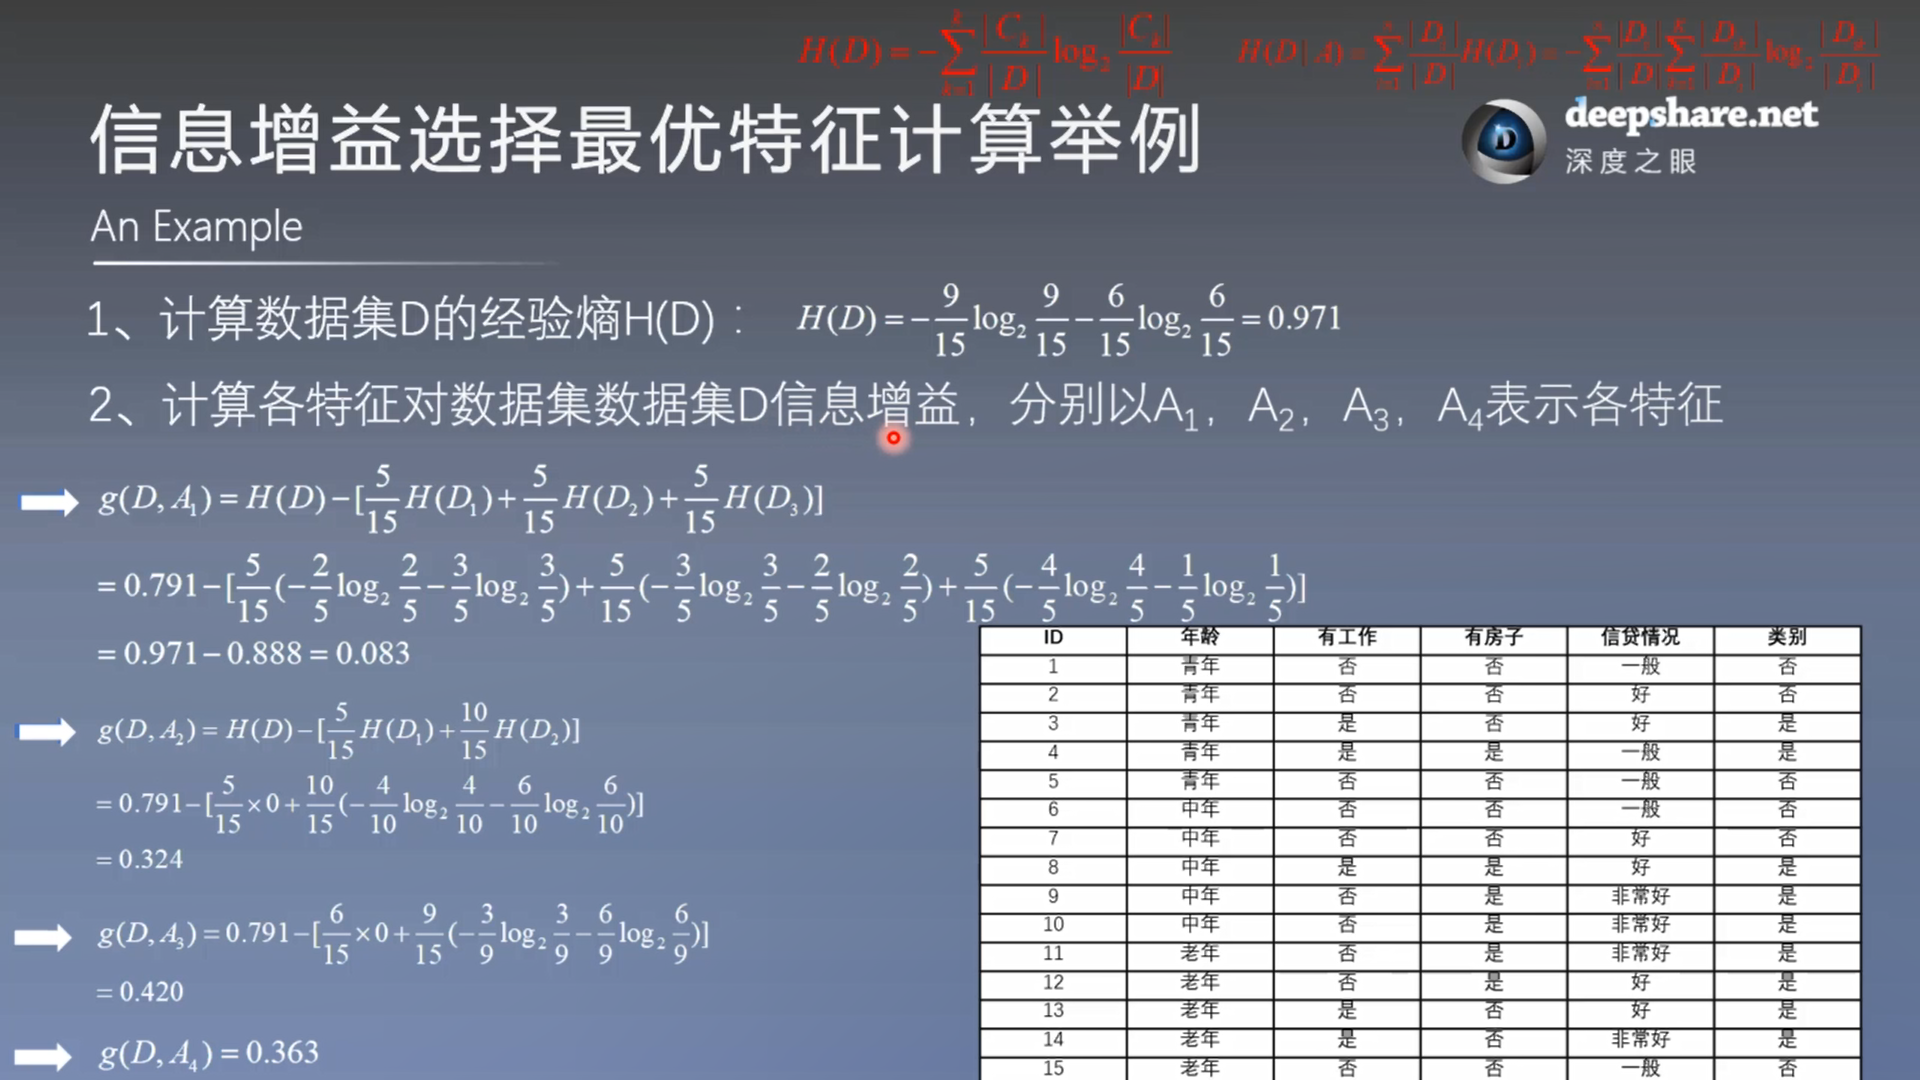 H(D) = -\sum_{k=1}^{k} \frac{|C_k|}{|D|} \log_2 \frac{|C_k|}{|D|}
H(D|A) = \sum_{i=1}^{n} \frac{|D_i|}{|D|} H(D_i) = -\sum_{i=1}^{n} \frac{|D_i|}{|D|} \sum_{k=1}^{K} \frac{|D_{ik}|}{|D_i|} \log_2 \frac{|D_{ik}|}{|D_i|}
信息增益选择最优特征计算举例
deepshare.net
深度之眼
An Example
1、计算数据集D的经验熵H(D)： H(D) = -\frac{9}{15} \log_2 \frac{9}{15} - \frac{6}{15} \log_2 \frac{6}{15} = 0.971
2、计算各特征对数据集数据集D信息增益，分别以A₁，A₂，A₃，A₄表示各特征
g(D, A_1) = H(D) - [\frac{5}{15} H(D_1) + \frac{5}{15} H(D_2) + \frac{5}{15} H(D_3)]
= 0.791 - [\frac{5}{15} (-\frac{2}{5} \log_2 \frac{2}{5} - \frac{3}{5} \log_2 \frac{3}{5}) + \frac{5}{15} (-\frac{3}{5} \log_2 \frac{3}{5} - \frac{2}{5} \log_2 \frac{2}{5}) + \frac{5}{15} (-\frac{4}{5} \log_2 \frac{4}{5} - \frac{1}{5} \log_2 \frac{1}{5})]
= 0.971 - 0.888 = 0.083
g(D, A_2) = H(D) - [\frac{5}{15} H(D_1) + \frac{10}{15} H(D_2)]
= 0.791 - [\frac{5}{15} × 0 + \frac{10}{15} (-\frac{4}{10} \log_2 \frac{4}{10} - \frac{6}{10} \log_2 \frac{6}{10})]
= 0.324
g(D, A_3) = 0.791 - [\frac{6}{15} × 0 + \frac{9}{15} (-\frac{3}{9} \log_2 \frac{3}{9} - \frac{6}{9} \log_2 \frac{6}{9})]
= 0.420
g(D, A_4) = 0.363
ID 年龄 有工作 有房子 信贷情况 类别
1 青年 否 否 一般 否
2 青年 否 否 好 否
3 青年 是 否 好 是
4 青年 是 是 一般 是
5 青年 否 否 一般 否
6 中年 否 否 一般 否
7 中年 否 否 好 否
8 中年 是 是 好 是
9 中年 否 是 非常好 是
10 中年 否 是 非常好 是
11 老年 否 是 非常好 是
12 老年 否 是 好 是
13 老年 是 否 好 是
14 老年 是 否 非常好 是
15 老年 否 否 一般 否